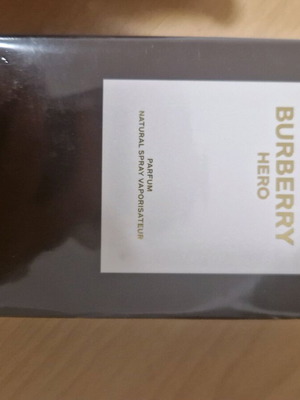 BURBERRY
HERO
PARFUM
NATURAL SPRAY VAPORISATEUR